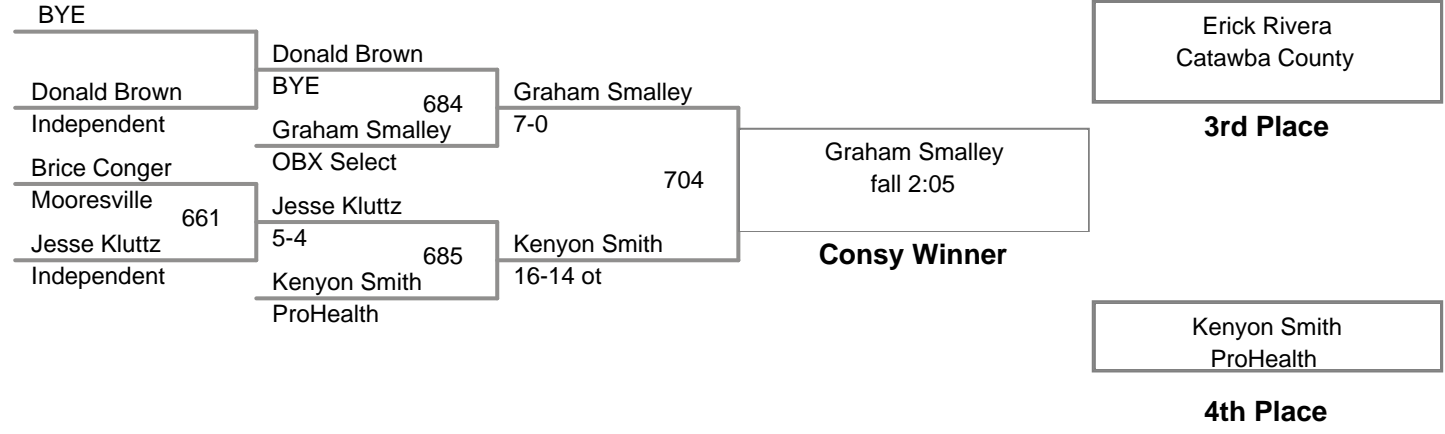 BYE
Donald Brown
Independent
Brice Conger
Mooresville
661
Jesse Kluttz
Independent
Donald Brown
BYE
684
Graham Smalley
OBX Select
Jesse Kluttz
5-4
685
Kenyon Smith
ProHealth
Graham Smalley
7-0
704
Kenyon Smith
16-14 ot
Graham Smalley
fall 2:05
Consy Winner
Erick Rivera
Catawba County
3rd Place
Kenyon Smith
ProHealth
4th Place